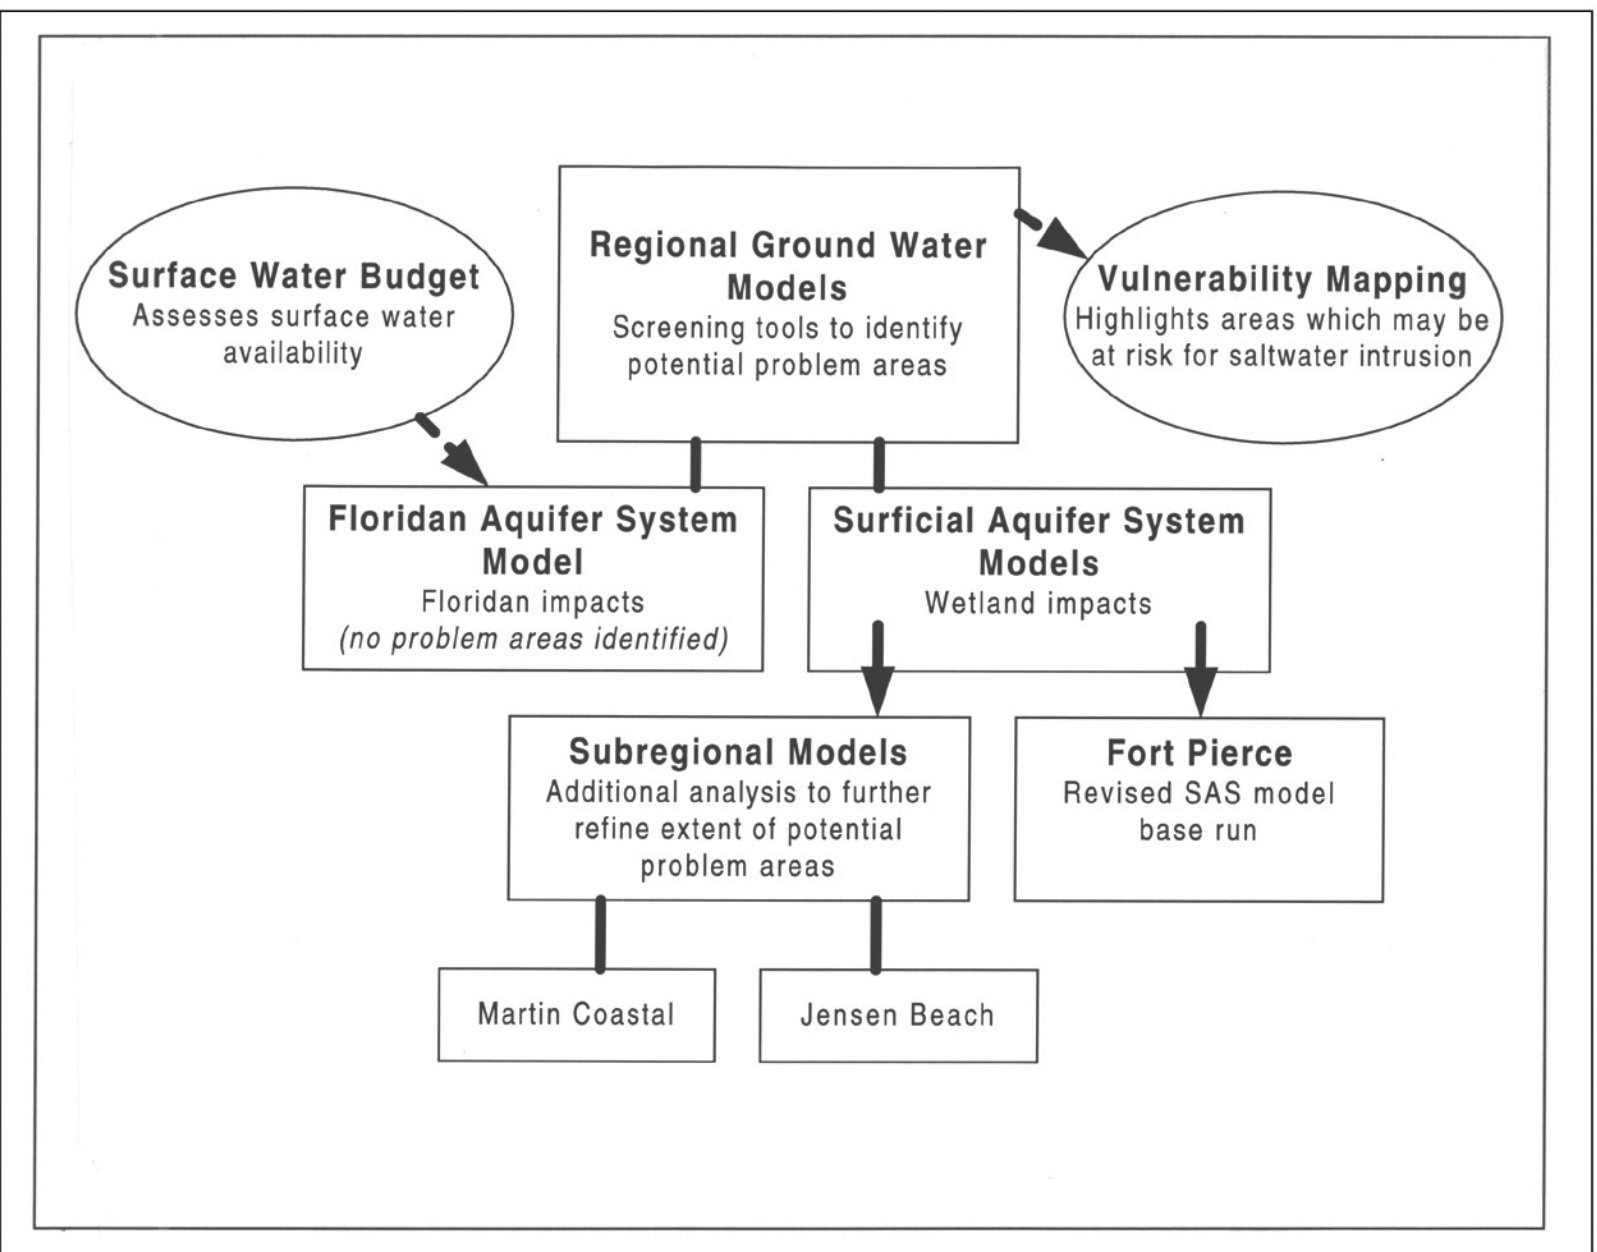 Surface Water Budget
Assesses surface water
availability
Regional Ground Water
Models
Screening tools to identify
potential problem areas
Vulnerability Mapping
Highlights areas which may be
at risk for saltwater intrusion
Floridan Aquifer System
Model
Floridan impacts
(no problem areas identified)
Surficial Aquifer System
Models
Wetland impacts
Subregional Models
Additional analysis to further
refine extent of potential
problem areas
Fort Pierce
Revised SAS model
base run
Martin Coastal
Jensen Beach